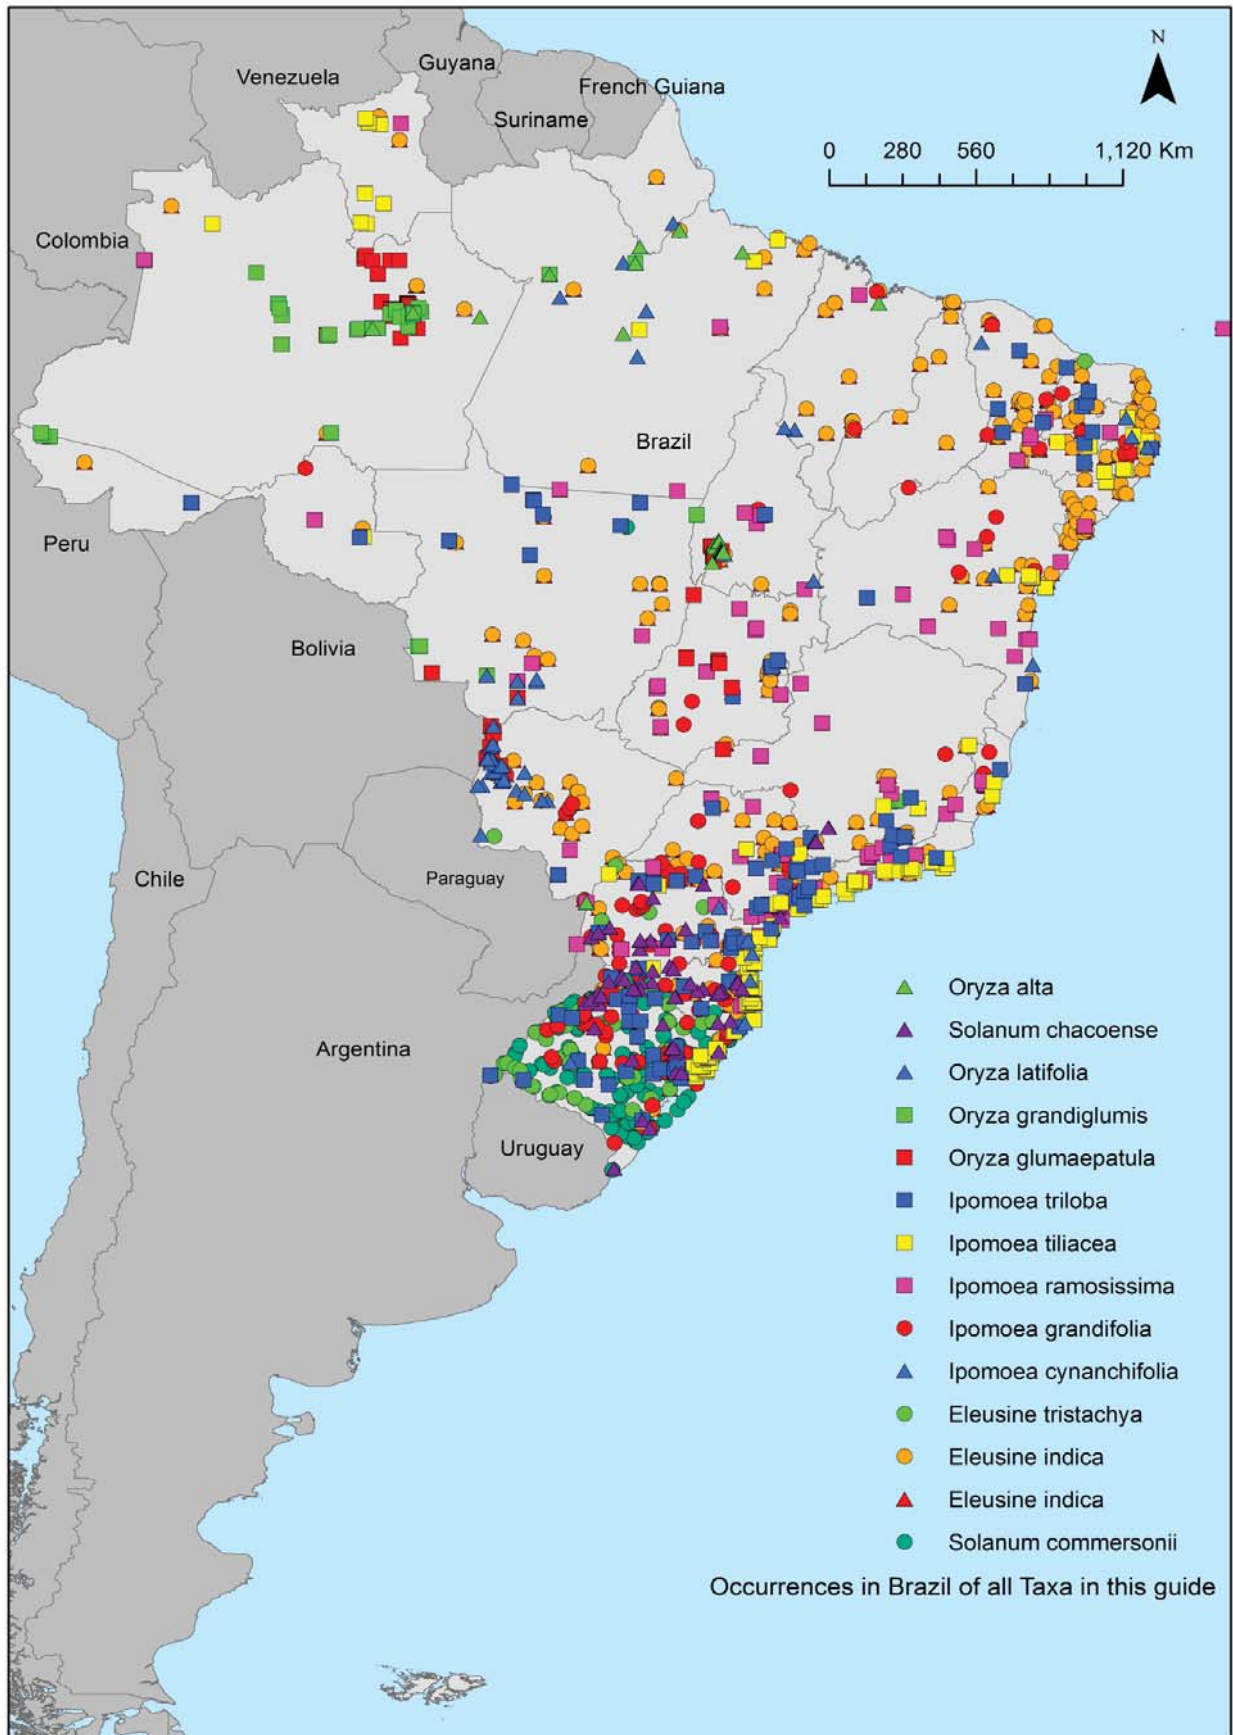 N
Guyana
Venezuela
French Guiana
Suriname
0 280 560 1,120 Km
Colombia
Brazil
Peru
Bolivia
Chile
Paraguay
Argentina
Uruguay
Oryza alta
Solanum chacoense
Oryza latifolia
Oryza grandiglumis
Oryza glumaepatula
Ipomoea triloba
Ipomoea tiliacea
Ipomoea ramosissima
Ipomoea grandifolia
Ipomoea cynanchifolia
Eleusine tristachya
Eleusine indica
Eleusine indica
Solanum commersonii
Occurrences in Brazil of all Taxa in this guide